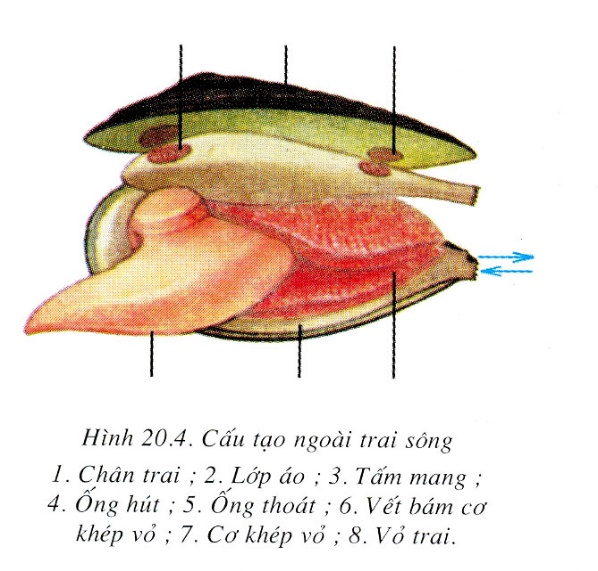 Hình 20.4. Cấu tạo ngoài trai sông
1. Chân trai ; 2. Lớp áo ; 3. Tấm mang ;
4. Ống hút ; 5. Ống thoát ; 6. Vết bám cơ
khép vỏ ; 7. Cơ khép vỏ ; 8. Vỏ trai.